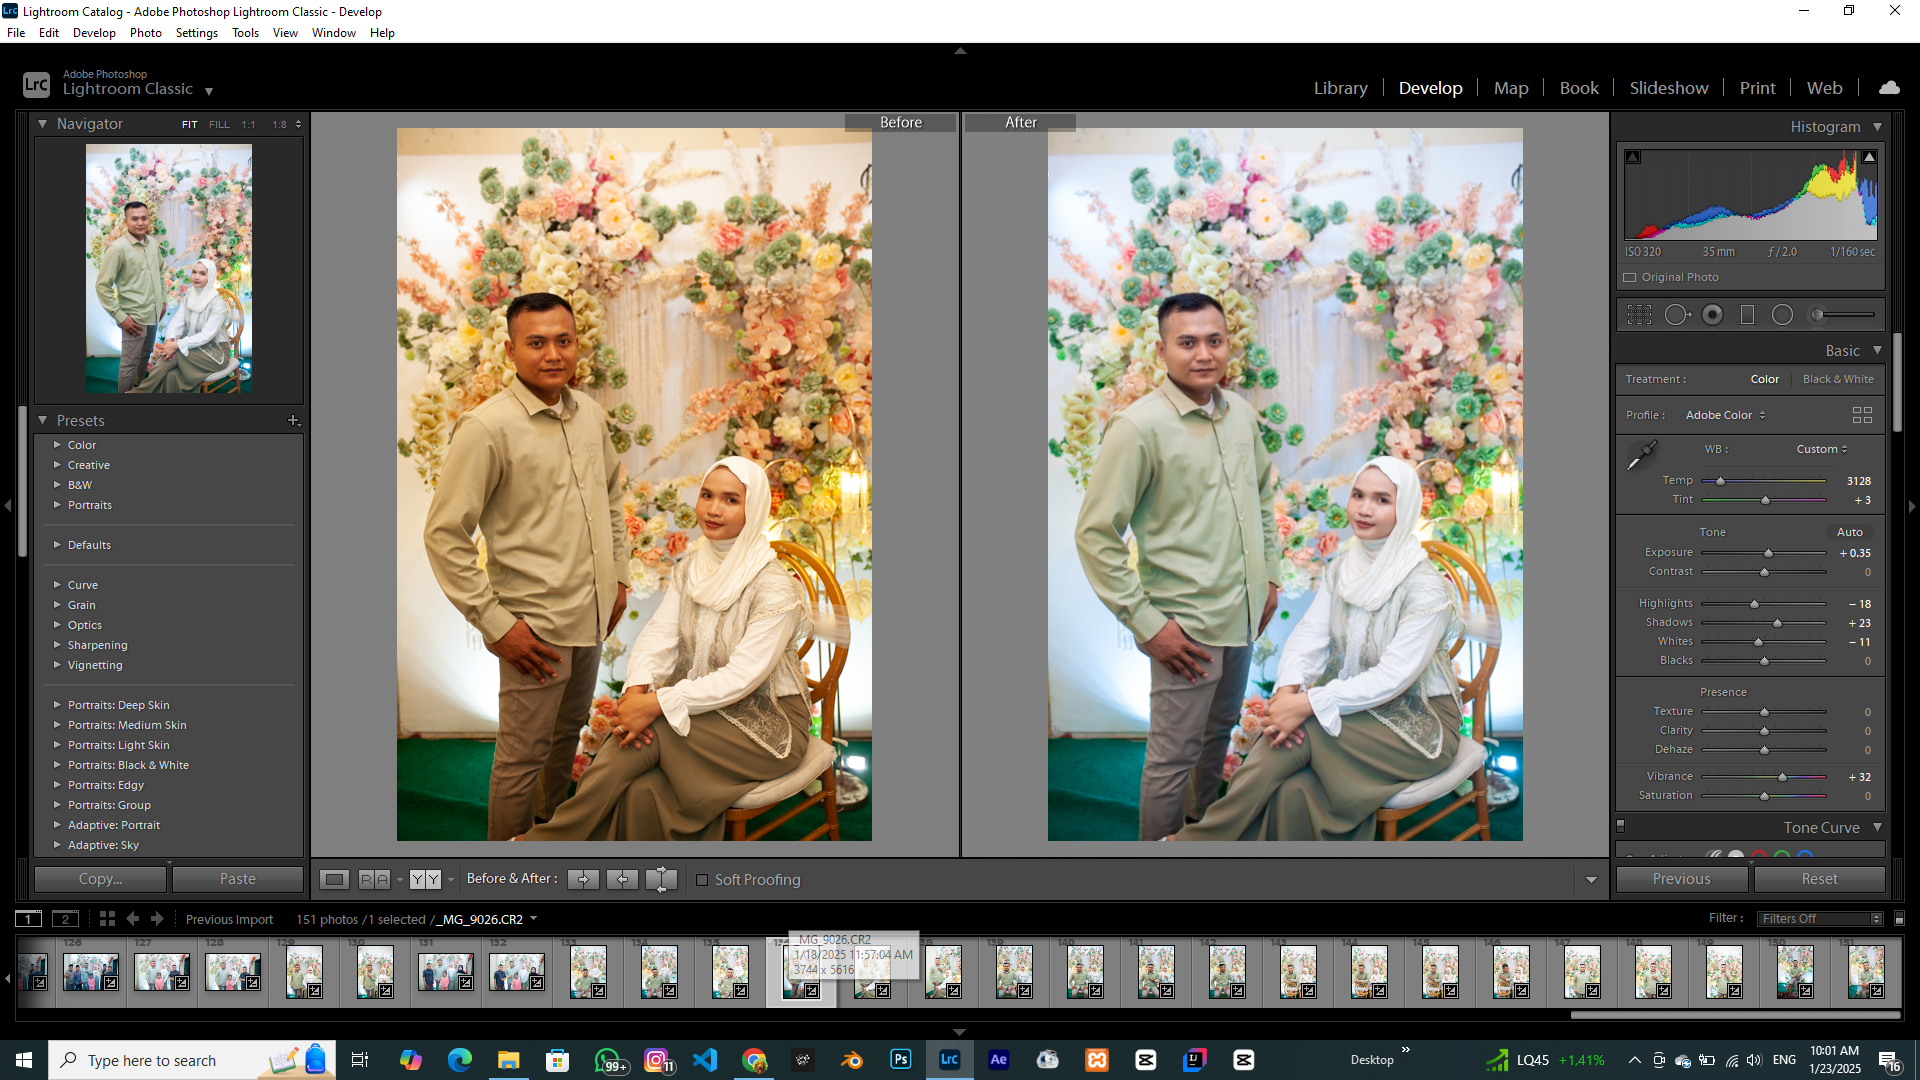 Lightroom Catalog - Adobe Photoshop Lightroom Classic - Develop
File Edit Develop Photo Settings Tools View Window Help
LrC
Adobe Photoshop
Lightroom Classic
Library Develop Map Book Slideshow Print Web
Navigator FIT FILL 1:1 1:8
Presets
Color
Creative
B&W
Portraits
Defaults
Curve
Grain
Optics
Sharpening
Vignetting
Portraits: Deep Skin
Portraits: Medium Skin
Portraits: Light Skin
Portraits: Black & White
Portraits: Edgy
Portraits: Group
Adaptive: Portrait
Adaptive: Sky
Copy... Paste
Before After
Before & After : Soft Proofing
Histogram
ISO 320 35 mm ƒ / 2.0 1/160 sec
Original Photo
Basic
Treatment : Color Black & White
Profile : Adobe Color
WB : Custom
Temp 3128
Tint + 3
Tone Auto
Exposure + 0.35
Contrast 0
Highlights − 18
Shadows + 23
Whites − 11
Blacks 0
Presence
Texture 0
Clarity 0
Dehaze 0
Vibrance + 32
Saturation 0
Tone Curve
Previous Reset
1 2 Previous Import 151 photos / 1 selected / _MG_9026.CR2 Filter : Filters Off
126 127 128 129 130 131 132 133 134 135 138 139 140 141 142 143 144 145 146 147 148 149 150 151
_MG_9026.CR2
1/18/2025 11:57:04 AM
3744 x 5616
Type here to search 99+ 11 Ps LrC Ae Desktop LQ45 +1,41% ENG 10:01 AM
1/23/2025 16